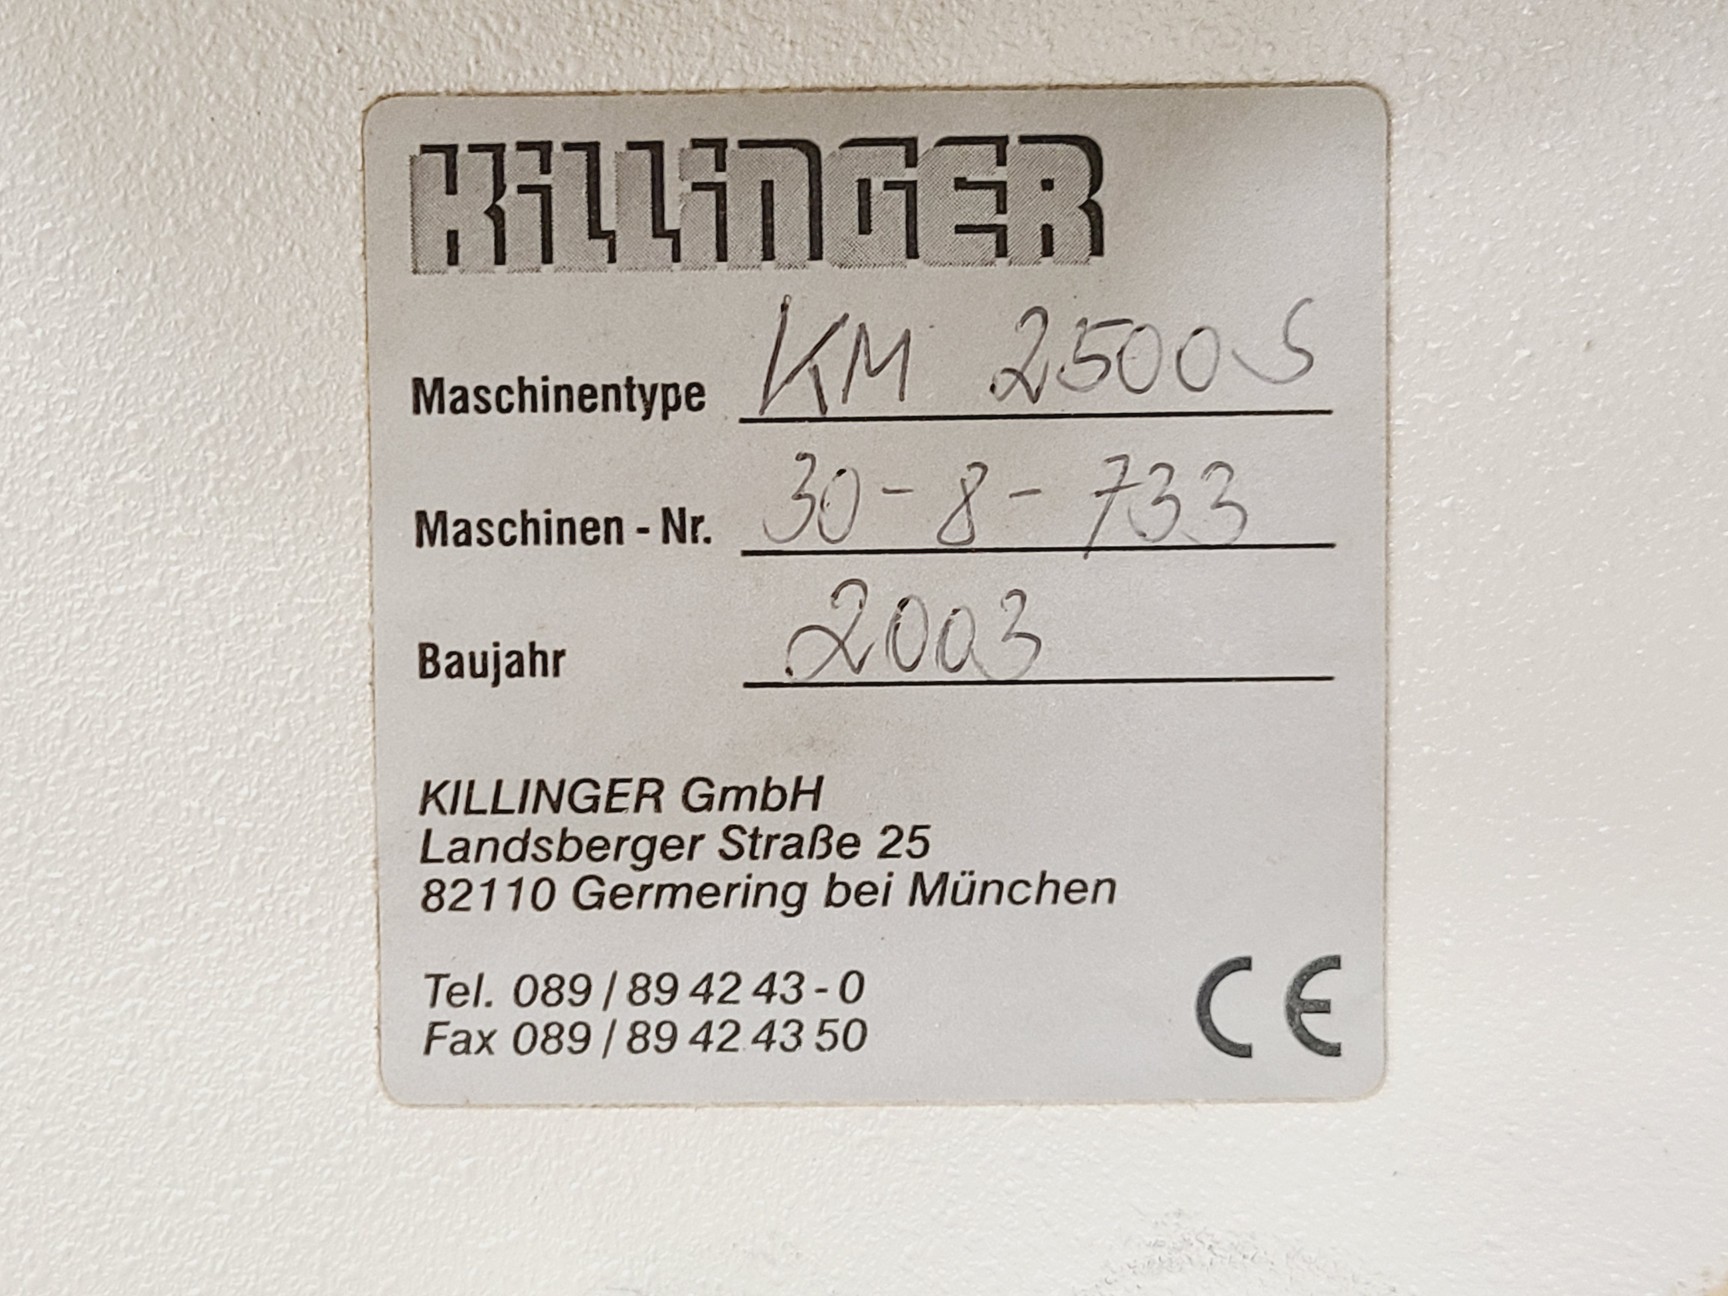 KILLINGER
Maschinentype KM 2500 S
Maschinen - Nr. 30 - 8 - 733
Baujahr 2003
KILLINGER GmbH
Landsberger Straße 25
82110 Germering bei München
Tel. 089 / 89 42 43 - 0
Fax 089 / 89 42 43 50
CE